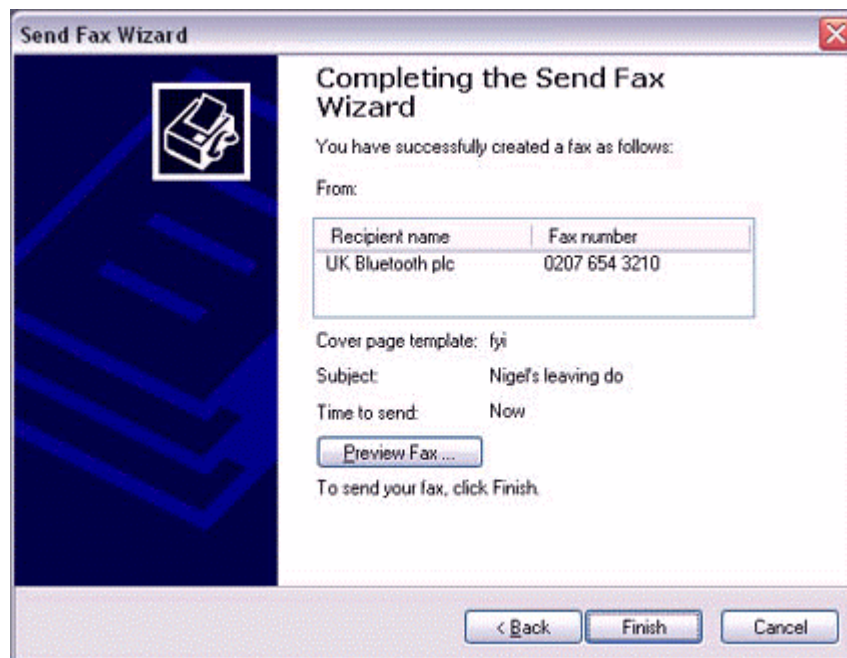 Send Fax Wizard
Completing the Send Fax
Wizard
You have successfully created a fax as follows:
From:
Recipient name Fax number
UK Bluetooth plc 0207 654 3210
Cover page template: fyi
Subject: Nigel's leaving do
Time to send: Now
Preview Fax ...
To send your fax, click Finish.
< Back Finish Cancel